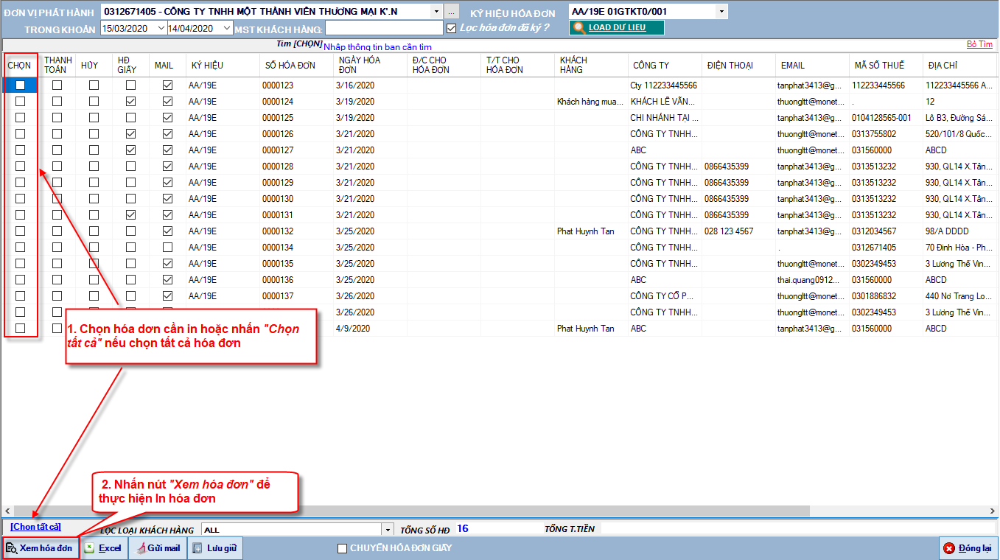 ĐƠN VỊ PHÁT HÀNH 0312671405 - CÔNG TY TNHH MỘT THÀNH VIÊN THƯƠNG MẠI K'.N ... KÝ HIỆU HÓA ĐƠN AA/19E 01GTKT0/001
TRONG KHOẢN 15/03/2020 14/04/2020 MST KHÁCH HÀNG: Lọc hóa đơn đã ký ? LOAD DỮ LIỆU
Tìm [CHỌN] Nhập thông tin bạn cần tìm Bỏ Tìm
CHỌN THANH TOÁN HỦY HĐ GIẤY MAIL KÝ HIỆU SỐ HÓA ĐƠN NGÀY HÓA ĐƠN Đ/C CHO HÓA ĐƠN T/T CHO HÓA ĐƠN KHÁCH HÀNG CÔNG TY ĐIỆN THOẠI EMAIL MÃ SỐ THUẾ ĐỊA CHỈ
AA/19E 0000123 3/16/2020 Cty 112233445566 tanphat3413@g... 112233445566 112233445566 A...
AA/19E 0000124 3/19/2020 Khách hàng mua... KHÁCH LẺ VÃN... thuongltt@monet... . 12
AA/19E 0000125 3/19/2020 CHI NHÁNH TẠI ... tanphat3413@g... 0104128565-001 Lô B3, Đường Sá...
AA/19E 0000126 3/21/2020 CÔNG TY TNHH... thuongltt@monet... 0313755802 520/101/8 Quốc...
AA/19E 0000127 3/21/2020 ABC thuongltt@monet... 031560000 ABCD
AA/19E 0000128 3/21/2020 CÔNG TY TNHH... 0866435399 tanphat3413@g... 0313513232 930, QL14 X.Tân...
AA/19E 0000129 3/21/2020 CÔNG TY TNHH... 0866435399 tanphat3413@g... 0313513232 930, QL14 X.Tân...
AA/19E 0000130 3/21/2020 CÔNG TY TNHH... 0866435399 tanphat3413@g... 0313513232 930, QL14 X.Tân...
AA/19E 0000131 3/21/2020 CÔNG TY TNHH... 0866435399 tanphat3413@g... 0313513232 930, QL14 X.Tân...
AA/19E 0000132 3/25/2020 Phat Huynh Tan CÔNG TY TNHH... 028 123 4567 tanphat3413@g... 0312034567 98/A DDDD
AA/19E 0000134 3/25/2020 CÔNG TY TNHH... . 0312671405 70 Đinh Hòa - Ph...
AA/19E 0000135 3/25/2020 CÔNG TY TNHH... thuongltt@monet... 0302349453 3 Lương Thế Vin...
AA/19E 0000136 3/25/2020 ABC thai.quang0912... 031560000 ABCD
AA/19E 0000137 3/26/2020 CÔNG TY CỔ P... thuongltt@monet... 0301886832 440 Nơ Trang Lo...
3/26/2020 CÔNG TY TNHH... thuongltt@monet... 0302349453 3 Lương Thế Vin...
4/9/2020 Phat Huynh Tan ABC tanphat3413@g... 031560000 ABCD
1. Chọn hóa dơn cần in hoặc nhấn "Chọn
tất cả" nếu chọn tất cả hóa đơn
2. Nhấn nút "Xem hóa đơn" để
thực hiện In hóa đơn
[Chọn tất cả] LỌC LOẠI KHÁCH HÀNG ALL TỔNG SỐ HĐ 16 TỔNG T.TIỀN
Xem hóa đơn Excel Gửi mail Lưu giữ CHUYỂN HÓA ĐƠN GIẤY Đóng lại